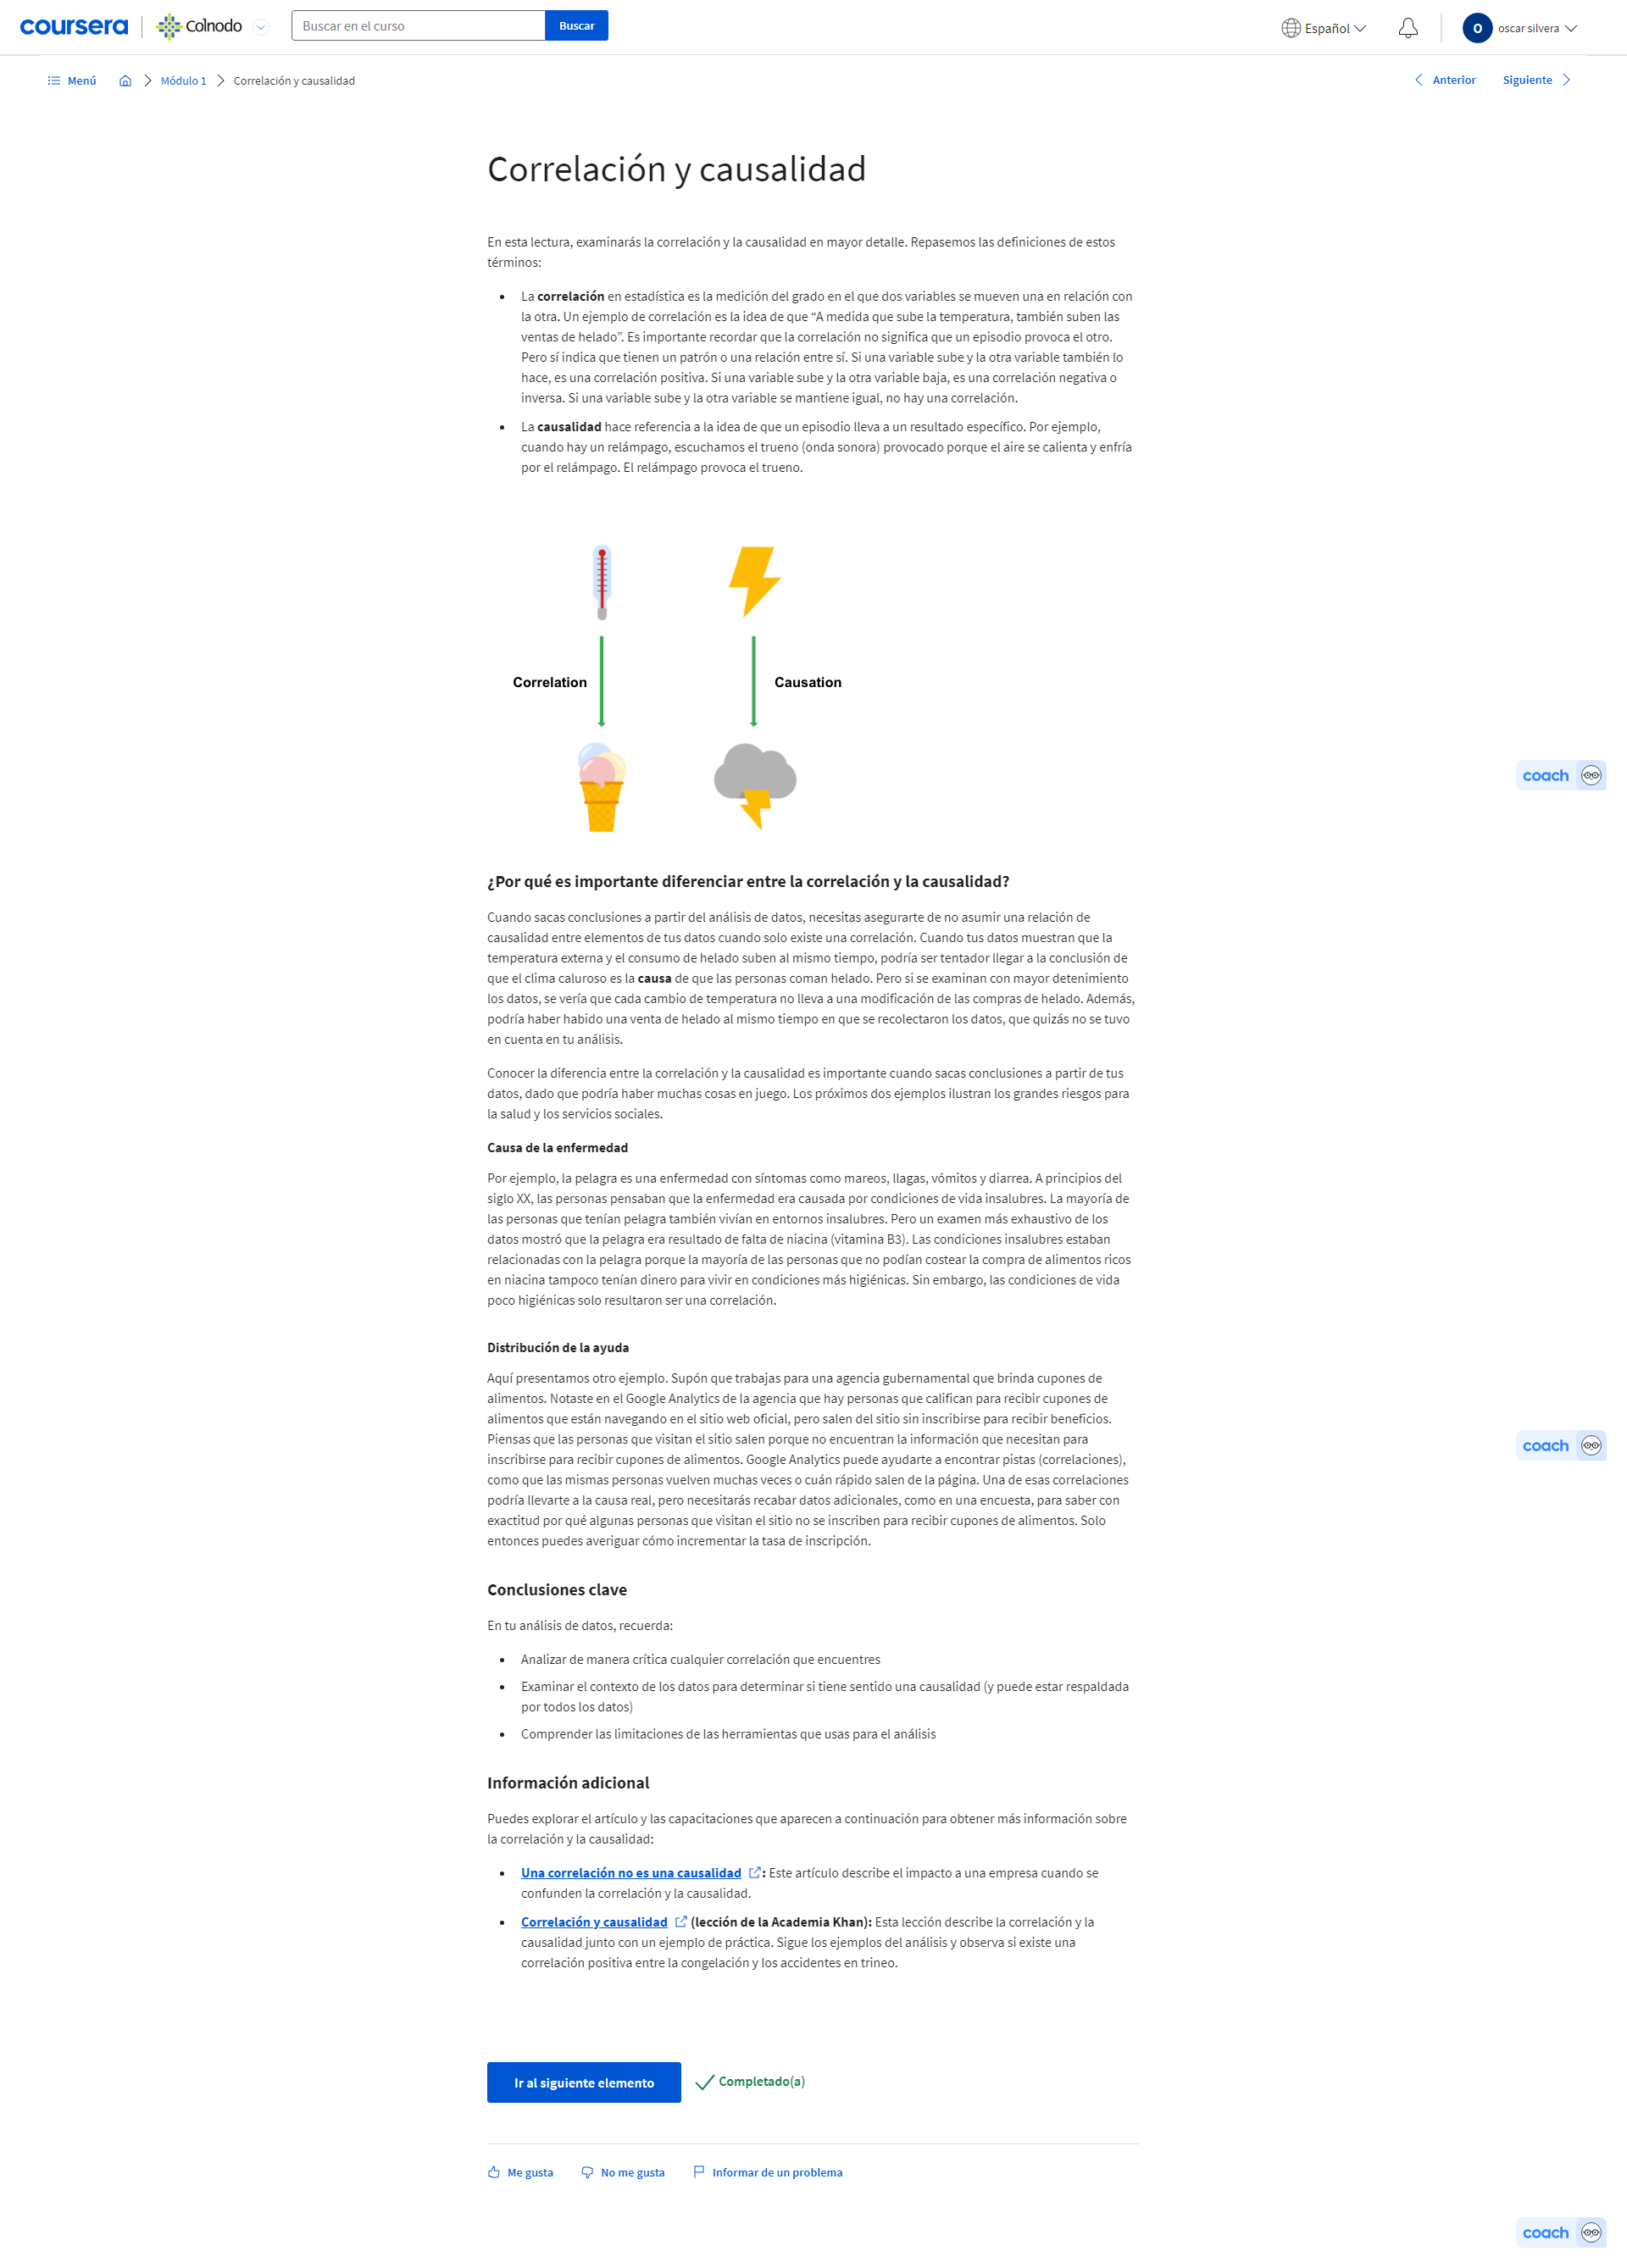 coursera
Colnodo
Buscar en el curso
Buscar
Español
O
oscar silvera
Menú
Módulo 1
Correlación y causalidad
Anterior
Siguiente
Correlación y causalidad
En esta lectura, examinarás la correlación y la causalidad en mayor detalle. Repasemos las definiciones de estos
términos:
La correlación en estadística es la medición del grado en el que dos variables se mueven una en relación con
la otra. Un ejemplo de correlación es la idea de que “A medida que sube la temperatura, también suben las
ventas de helado”. Es importante recordar que la correlación no significa que un episodio provoca el otro.
Pero sí indica que tienen un patrón o una relación entre sí. Si una variable sube y la otra variable también lo
hace, es una correlación positiva. Si una variable sube y la otra variable baja, es una correlación negativa o
inversa. Si una variable sube y la otra variable se mantiene igual, no hay una correlación.
La causalidad hace referencia a la idea de que un episodio lleva a un resultado específico. Por ejemplo,
cuando hay un relámpago, escuchamos el trueno (onda sonora) provocado porque el aire se calienta y enfría
por el relámpago. El relámpago provoca el trueno.
Correlation
Causation
coach
¿Por qué es importante diferenciar entre la correlación y la causalidad?
Cuando sacas conclusiones a partir del análisis de datos, necesitas asegurarte de no asumir una relación de
causalidad entre elementos de tus datos cuando solo existe una correlación. Cuando tus datos muestran que la
temperatura externa y el consumo de helado suben al mismo tiempo, podría ser tentador llegar a la conclusión de
que el clima caluroso es la causa de que las personas coman helado. Pero si se examinan con mayor detenimiento
los datos, se vería que cada cambio de temperatura no lleva a una modificación de las compras de helado. Además,
podría haber habido una venta de helado al mismo tiempo en que se recolectaron los datos, que quizás no se tuvo
en cuenta en tu análisis.
Conocer la diferencia entre la correlación y la causalidad es importante cuando sacas conclusiones a partir de tus
datos, dado que podría haber muchas cosas en juego. Los próximos dos ejemplos ilustran los grandes riesgos para
la salud y los servicios sociales.
Causa de la enfermedad
Por ejemplo, la pelagra es una enfermedad con síntomas como mareos, llagas, vómitos y diarrea. A principios del
siglo XX, las personas pensaban que la enfermedad era causada por condiciones de vida insalubres. La mayoría de
las personas que tenían pelagra también vivían en entornos insalubres. Pero un examen más exhaustivo de los
datos mostró que la pelagra era resultado de falta de niacina (vitamina B3). Las condiciones insalubres estaban
relacionadas con la pelagra porque la mayoría de las personas que no podían costear la compra de alimentos ricos
en niacina tampoco tenían dinero para vivir en condiciones más higiénicas. Sin embargo, las condiciones de vida
poco higiénicas solo resultaron ser una correlación.
Distribución de la ayuda
Aquí presentamos otro ejemplo. Supón que trabajas para una agencia gubernamental que brinda cupones de
alimentos. Notaste en el Google Analytics de la agencia que hay personas que califican para recibir cupones de
alimentos que están navegando en el sitio web oficial, pero salen del sitio sin inscribirse para recibir beneficios.
Piensas que las personas que visitan el sitio salen porque no encuentran la información que necesitan para
inscribirse para recibir cupones de alimentos. Google Analytics puede ayudarte a encontrar pistas (correlaciones),
coach
como que las mismas personas vuelven muchas veces o cuán rápido salen de la página. Una de esas correlaciones
podría llevarte a la causa real, pero necesitarás recabar datos adicionales, como en una encuesta, para saber con
exactitud por qué algunas personas que visitan el sitio no se inscriben para recibir cupones de alimentos. Solo
entonces puedes averiguar cómo incrementar la tasa de inscripción.
Conclusiones clave
En tu análisis de datos, recuerda:
Analizar de manera crítica cualquier correlación que encuentres
Examinar el contexto de los datos para determinar si tiene sentido una causalidad (y puede estar respaldada
por todos los datos)
Comprender las limitaciones de las herramientas que usas para el análisis
Información adicional
Puedes explorar el artículo y las capacitaciones que aparecen a continuación para obtener más información sobre
la correlación y la causalidad:
Una correlación no es una causalidad : Este artículo describe el impacto a una empresa cuando se
confunden la correlación y la causalidad.
Correlación y causalidad (lección de la Academia Khan): Esta lección describe la correlación y la
causalidad junto con un ejemplo de práctica. Sigue los ejemplos del análisis y observa si existe una
correlación positiva entre la congelación y los accidentes en trineo.
Ir al siguiente elemento
Completado(a)
Me gusta
No me gusta
Informar de un problema
coach